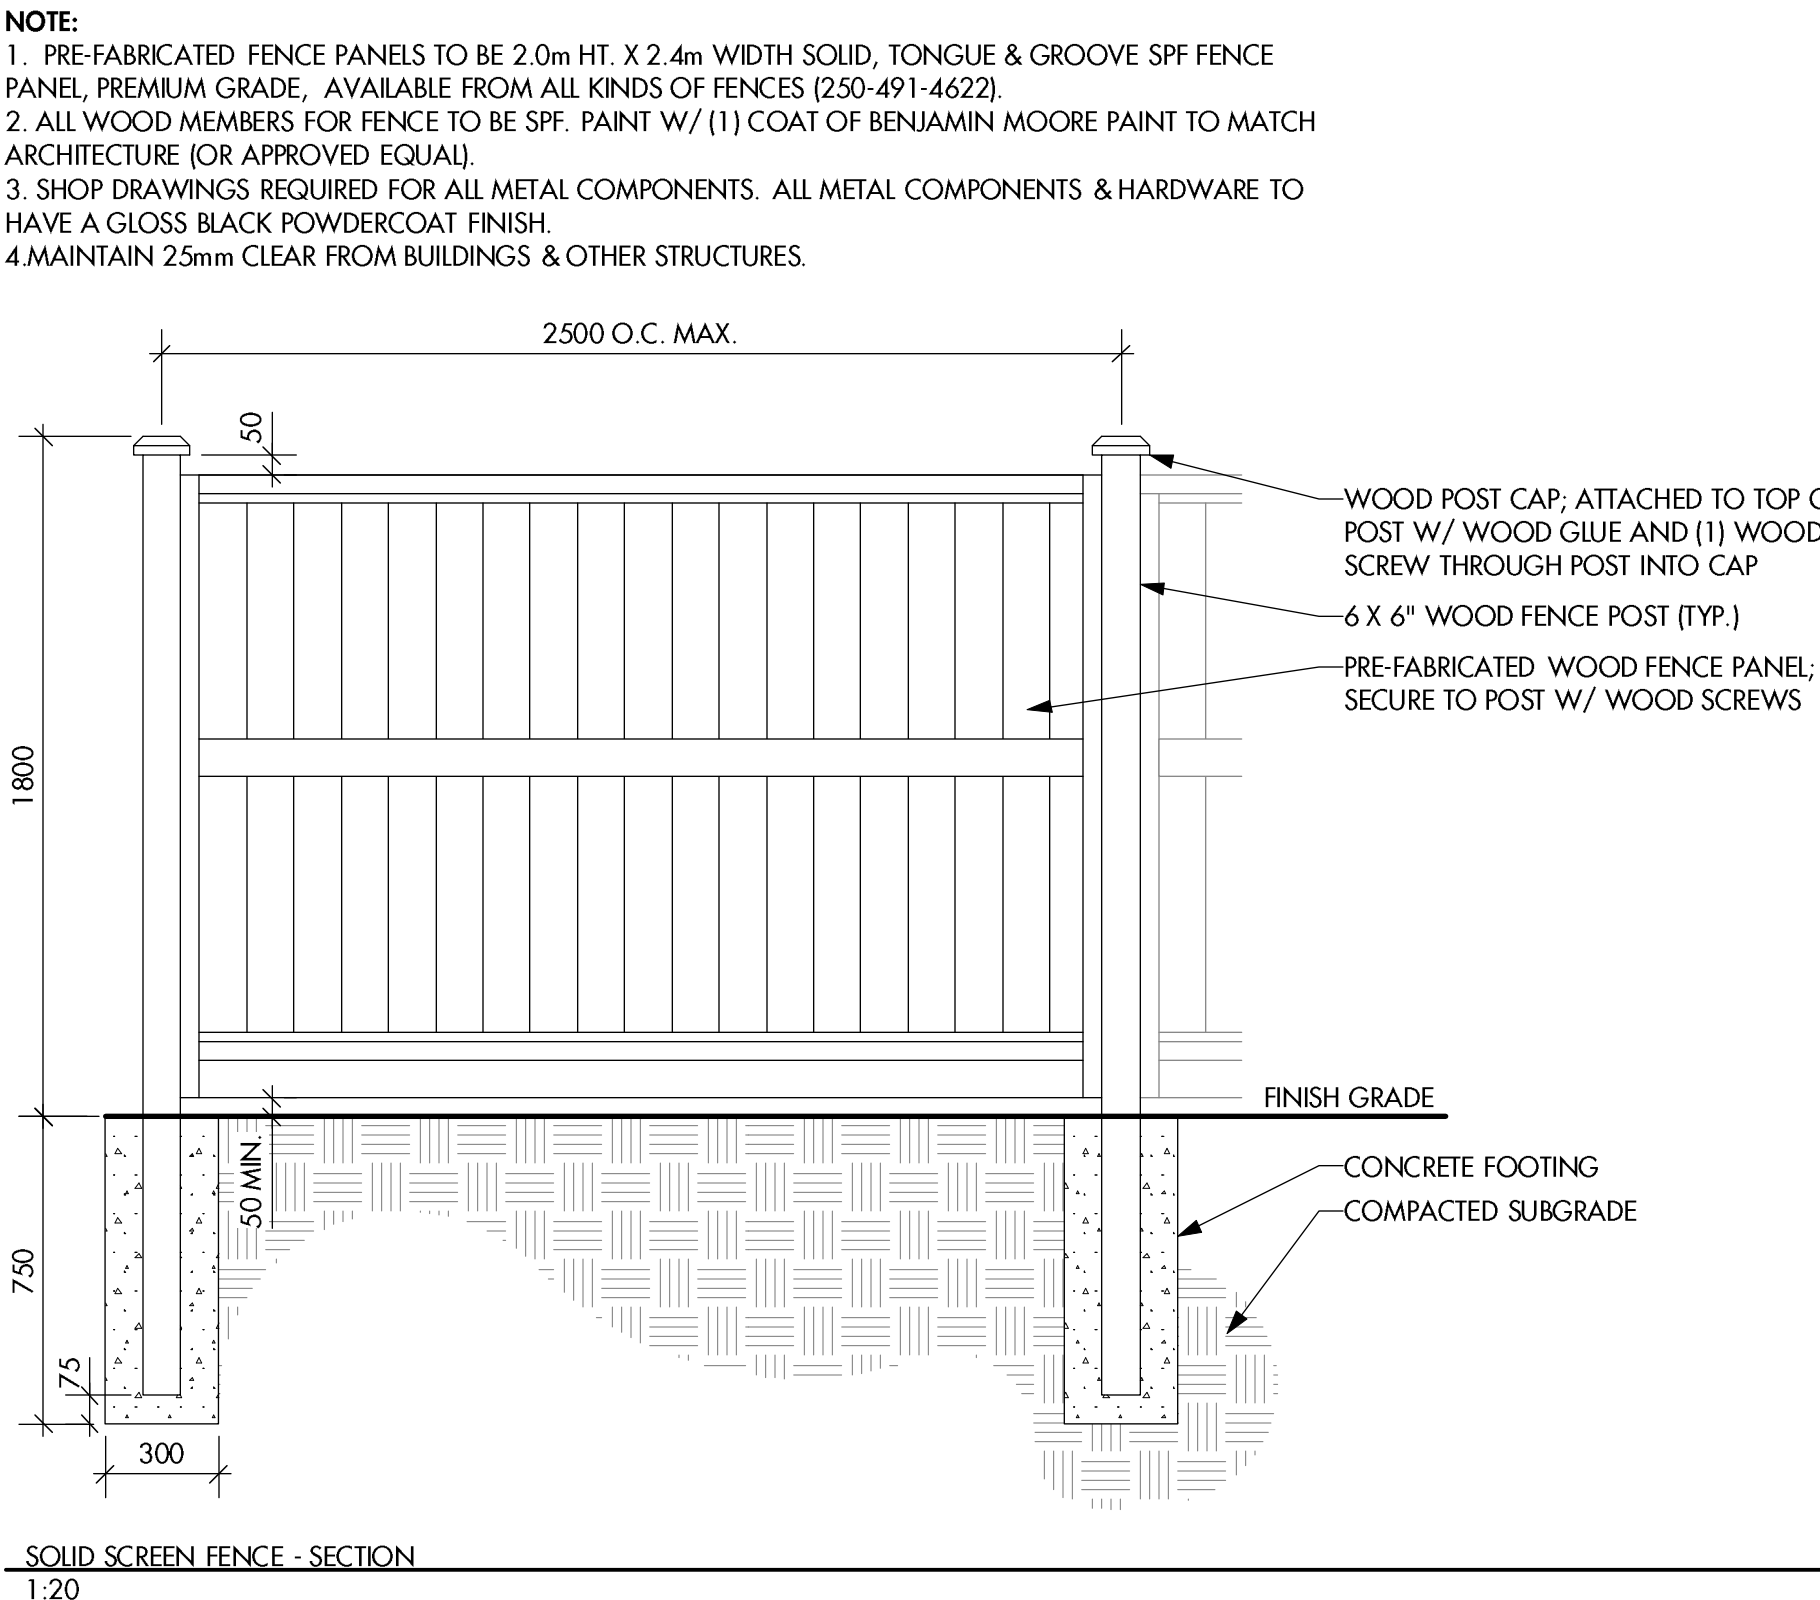 NOTE:
1. PRE-FABRICATED FENCE PANELS TO BE 2.0m HT. X 2.4m WIDTH SOLID, TONGUE & GROOVE SPF FENCE
PANEL, PREMIUM GRADE, AVAILABLE FROM ALL KINDS OF FENCES (250-491-4622).
2. ALL WOOD MEMBERS FOR FENCE TO BE SPF. PAINT W/ (1) COAT OF BENJAMIN MOORE PAINT TO MATCH
ARCHITECTURE (OR APPROVED EQUAL).
3. SHOP DRAWINGS REQUIRED FOR ALL METAL COMPONENTS. ALL METAL COMPONENTS & HARDWARE TO
HAVE A GLOSS BLACK POWDERCOAT FINISH.
4.MAINTAIN 25mm CLEAR FROM BUILDINGS & OTHER STRUCTURES.
2500 O.C. MAX.
50
WOOD POST CAP; ATTACHED TO TOP
POST W/ WOOD GLUE AND (1) WOOD
SCREW THROUGH POST INTO CAP
6 X 6" WOOD FENCE POST (TYP.)
PRE-FABRICATED WOOD FENCE PANEL;
SECURE TO POST W/ WOOD SCREWS
1800
FINISH GRADE
50 MIN.
CONCRETE FOOTING
COMPACTED SUBGRADE
750
75
300
SOLID SCREEN FENCE - SECTION
1:20